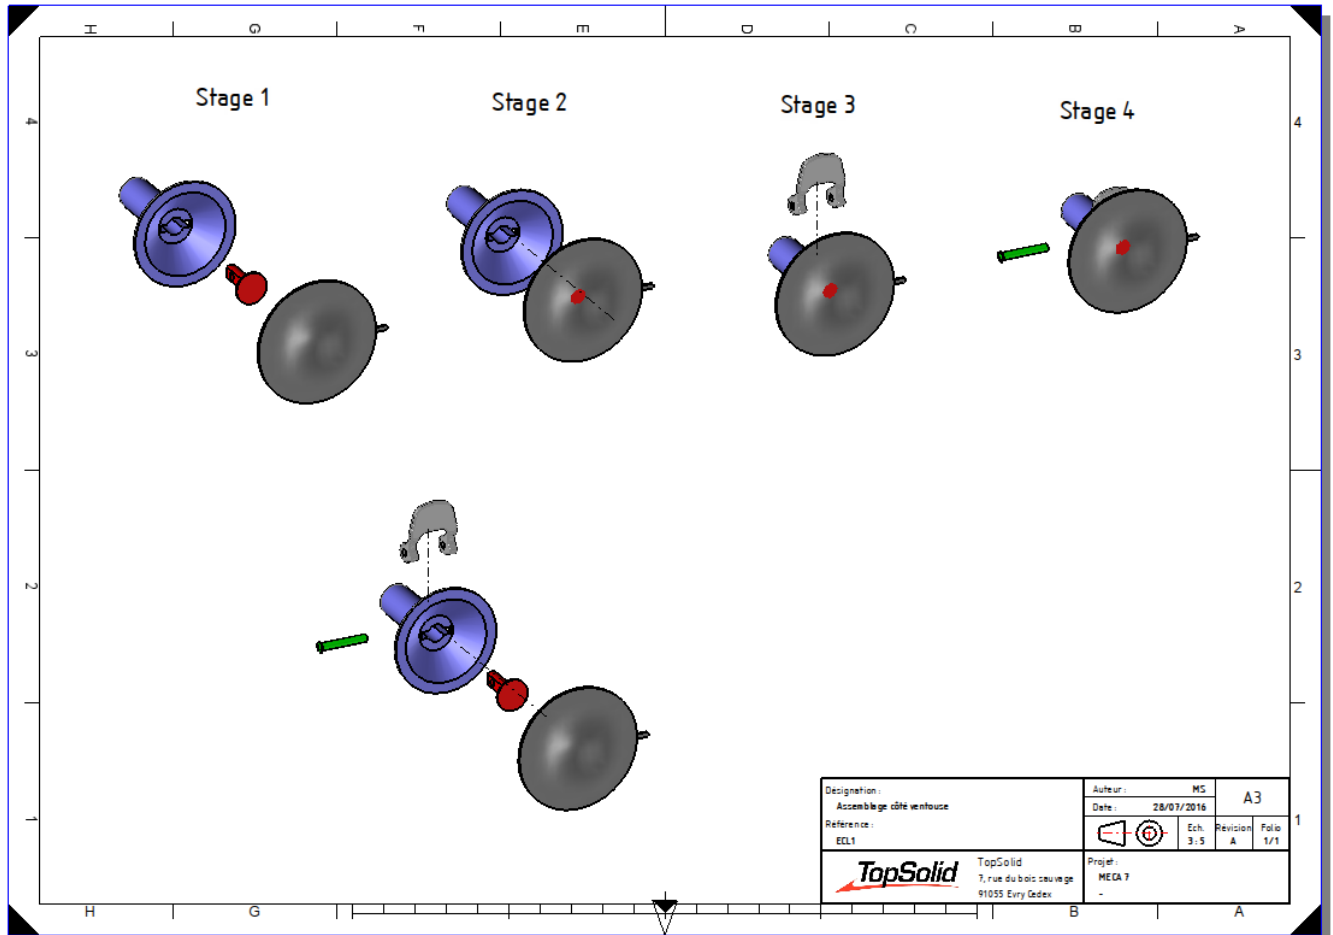 H G F E D C B A
Stage 1 Stage 2 Stage 3 Stage 4
4 4
3 3
2 2
1 1
Désignation :
Assemblage côté ventouse
Référence :
ECL1
Auteur : MS
Date : 28/07/2016
A3
Ech. 3:5
Révision A
Folio 1/1
TopSolid
TopSolid
7, rue du bois sauvage
91055 Evry Cedex
Projet :
MECA 7
-
H G B A